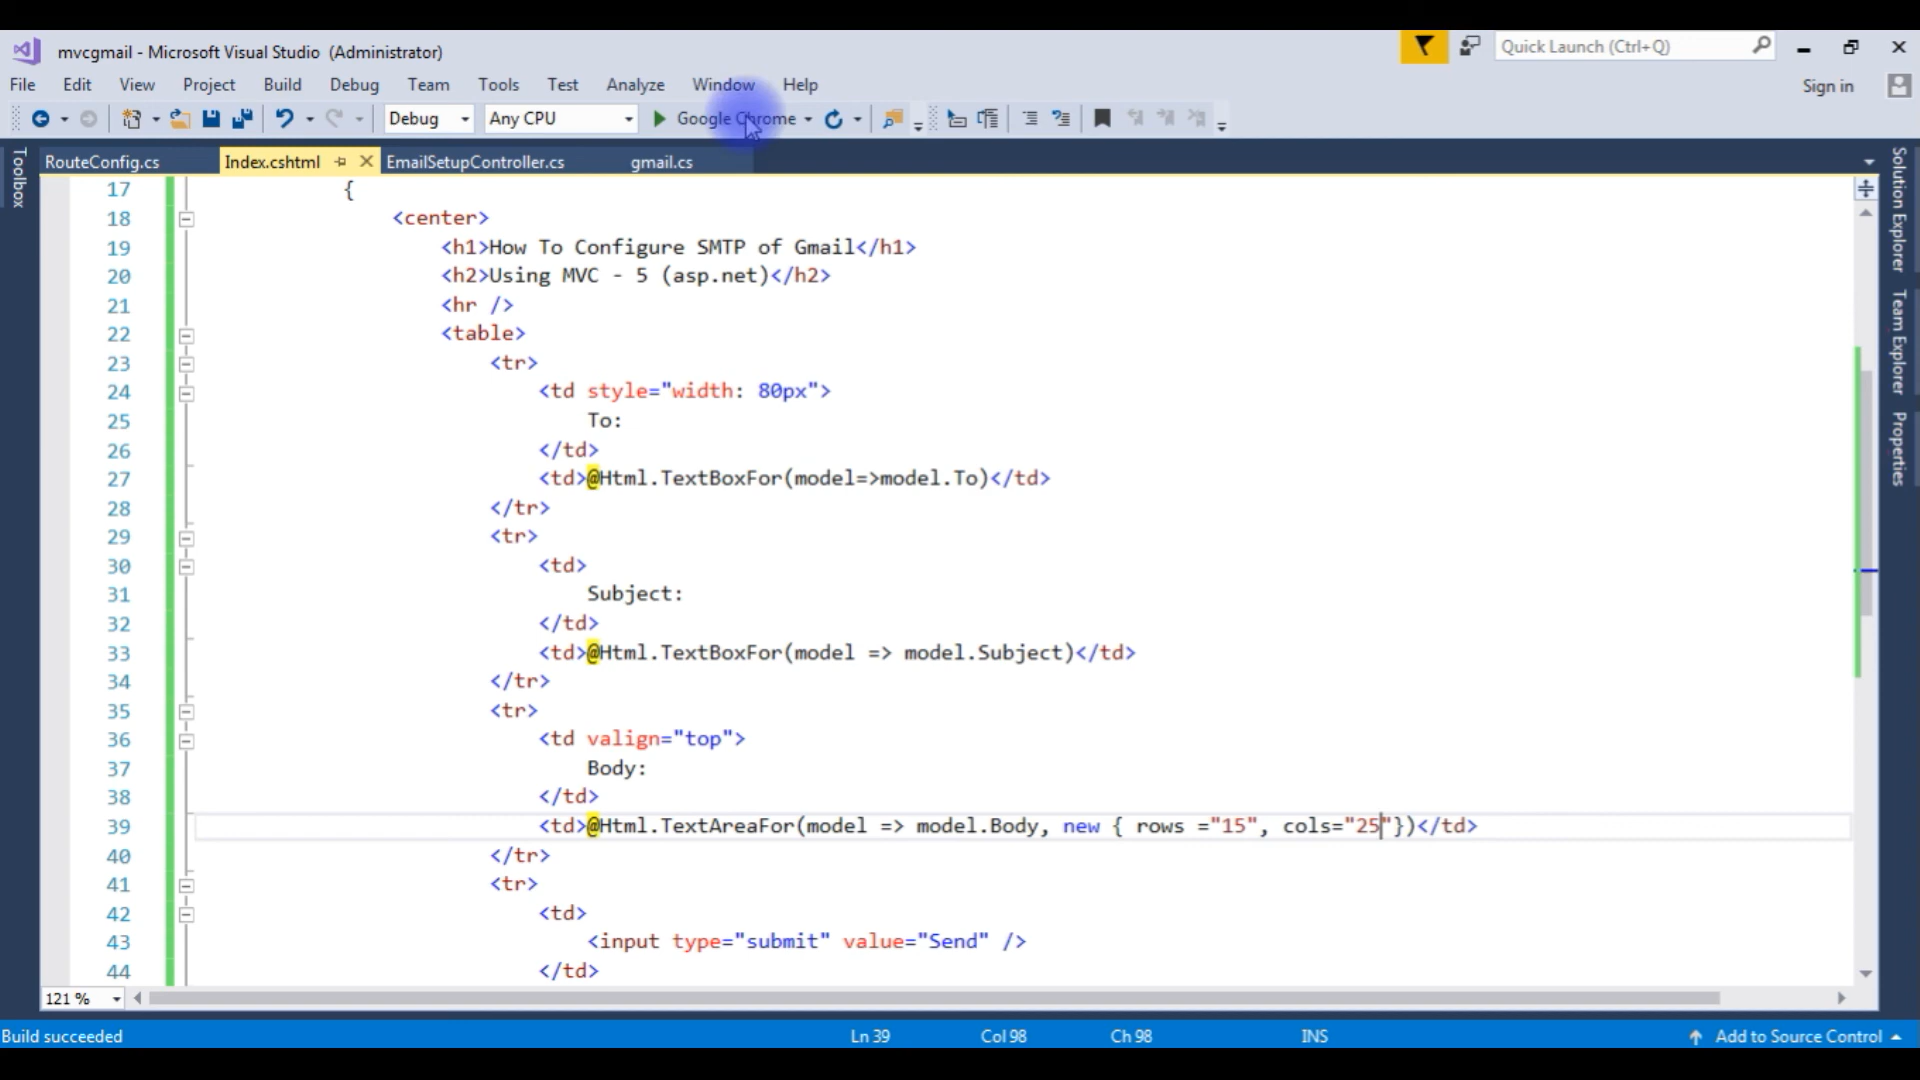 mvcgmail - Microsoft Visual Studio (Administrator)
Quick Launch (Ctrl+Q)
File Edit View Project Build Debug Team Tools Test Analyze Window Help
Sign in
Debug Any CPU Google Chrome
RouteConfig.cs Index.cshtml EmailSetupController.cs gmail.cs
Toolbox
Solution Explorer
Team Explorer
Properties
17 {
18 <center>
19 <h1>How To Configure SMTP of Gmail</h1>
20 <h2>Using MVC - 5 (asp.net)</h2>
21 <hr />
22 <table>
23 <tr>
24 <td style="width: 80px">
25 To:
26 </td>
27 <td>@Html.TextBoxFor(model=>model.To)</td>
28 </tr>
29 <tr>
30 <td>
31 Subject:
32 </td>
33 <td>@Html.TextBoxFor(model => model.Subject)</td>
34 </tr>
35 <tr>
36 <td valign="top">
37 Body:
38 </td>
39 <td>@Html.TextAreaFor(model => model.Body, new { rows ="15", cols="25"})</td>
40 </tr>
41 <tr>
42 <td>
43 <input type="submit" value="Send" />
44 </td>
121 %
Build succeeded Ln 39 Col 98 Ch 98 INS Add to Source Control